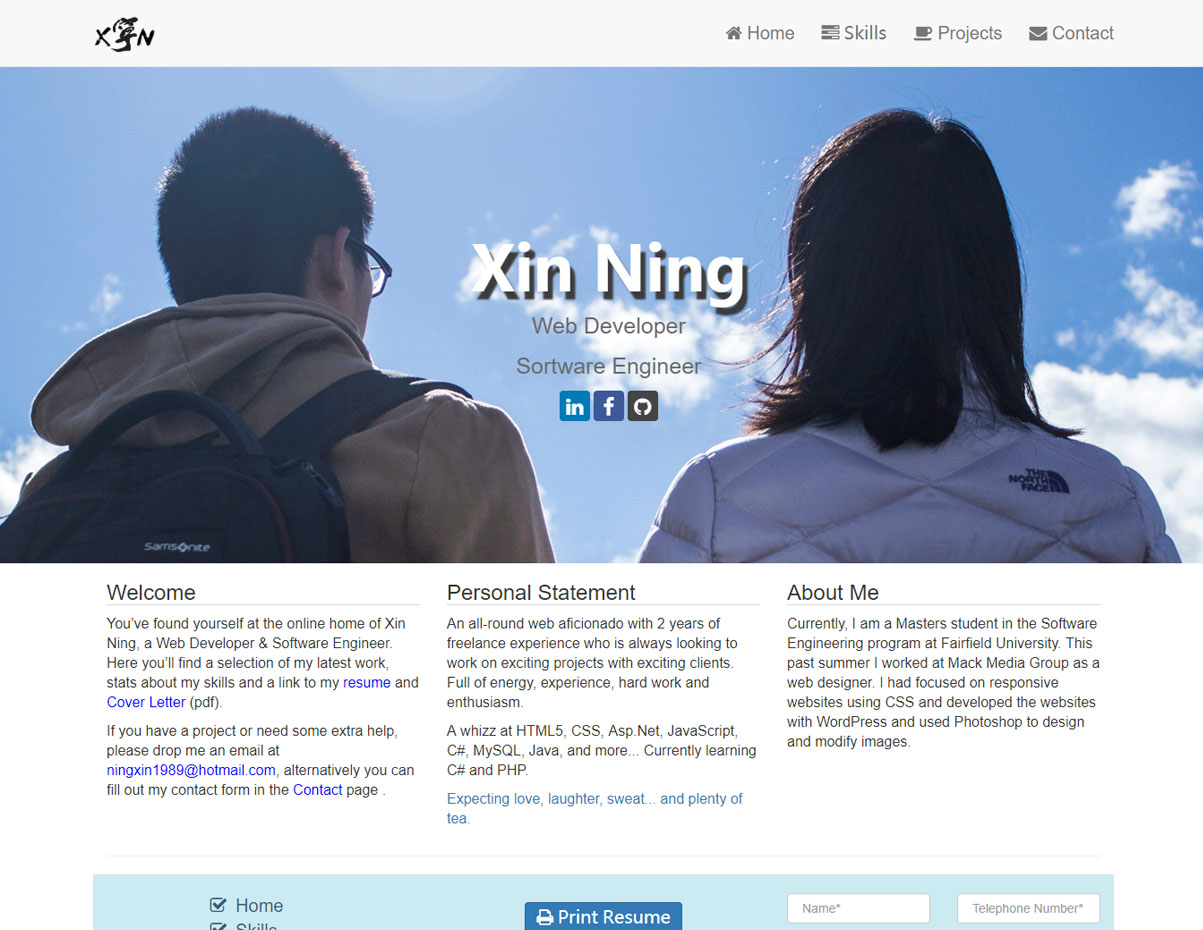 X宁N
Home
Skills
Projects
Contact
Xin Ning
Web Developer
Sortware Engineer
in f
SAMSONITE
THE
NORTH
FACE
Welcome
You’ve found yourself at the online home of Xin
Ning, a Web Developer & Software Engineer.
Here you’ll find a selection of my latest work,
stats about my skills and a link to my resume and
Cover Letter (pdf).
If you have a project or need some extra help,
please drop me an email at
ningxin1989@hotmail.com, alternatively you can
fill out my contact form in the Contact page .
Personal Statement
An all-round web aficionado with 2 years of
freelance experience who is always looking to
work on exciting projects with exciting clients.
Full of energy, experience, hard work and
enthusiasm.
A whizz at HTML5, CSS, Asp.Net, JavaScript,
C#, MySQL, Java, and more... Currently learning
C# and PHP.
Expecting love, laughter, sweat... and plenty of
tea.
About Me
Currently, I am a Masters student in the Software
Engineering program at Fairfield University. This
past summer I worked at Mack Media Group as a
web designer. I had focused on responsive
websites using CSS and developed the websites
with WordPress and used Photoshop to design
and modify images.
Home
Skills
Print Resume
Name*
Telephone Number*